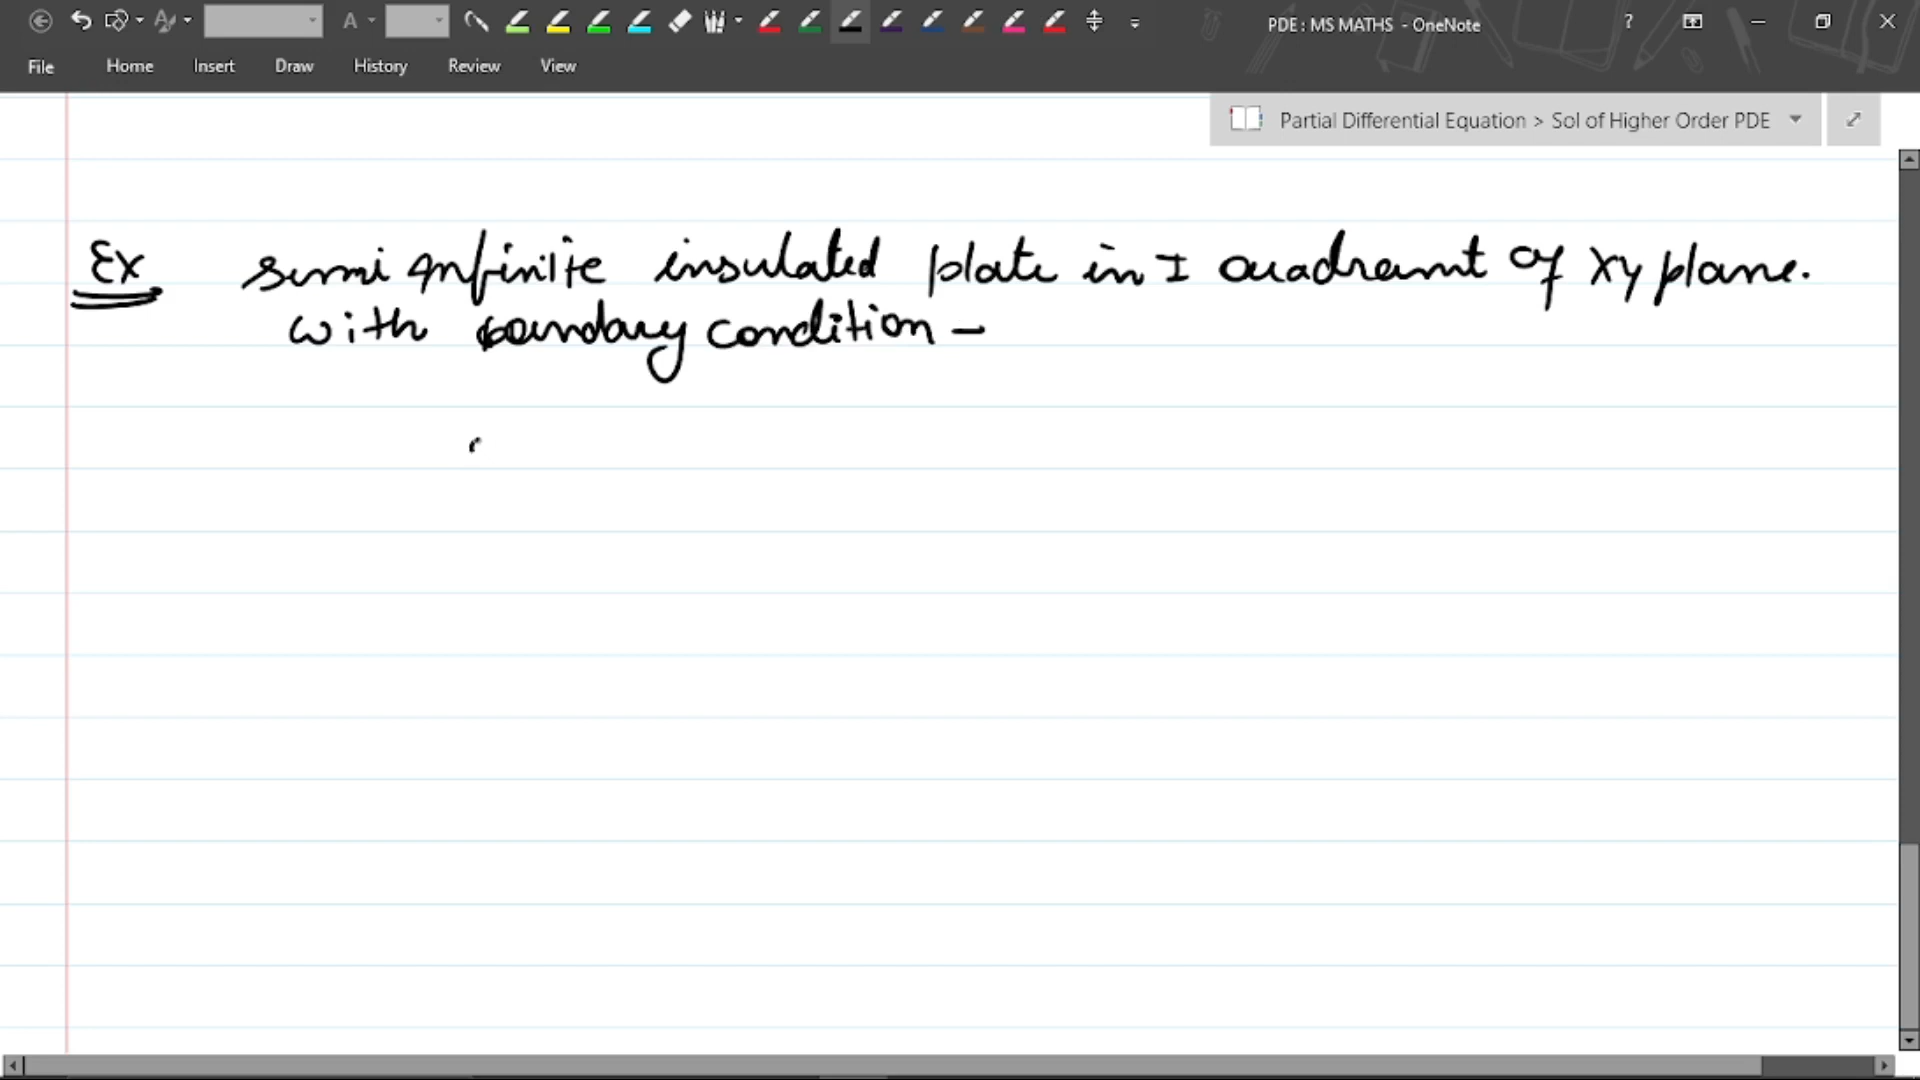 PDE : MS MATHS - OneNote
?
File Home Insert Draw History Review View
Partial Differential Equation > Sol of Higher Order PDE
Ex semi infinite insulated plate in I quadrant of xy plane.
with boundary condition -